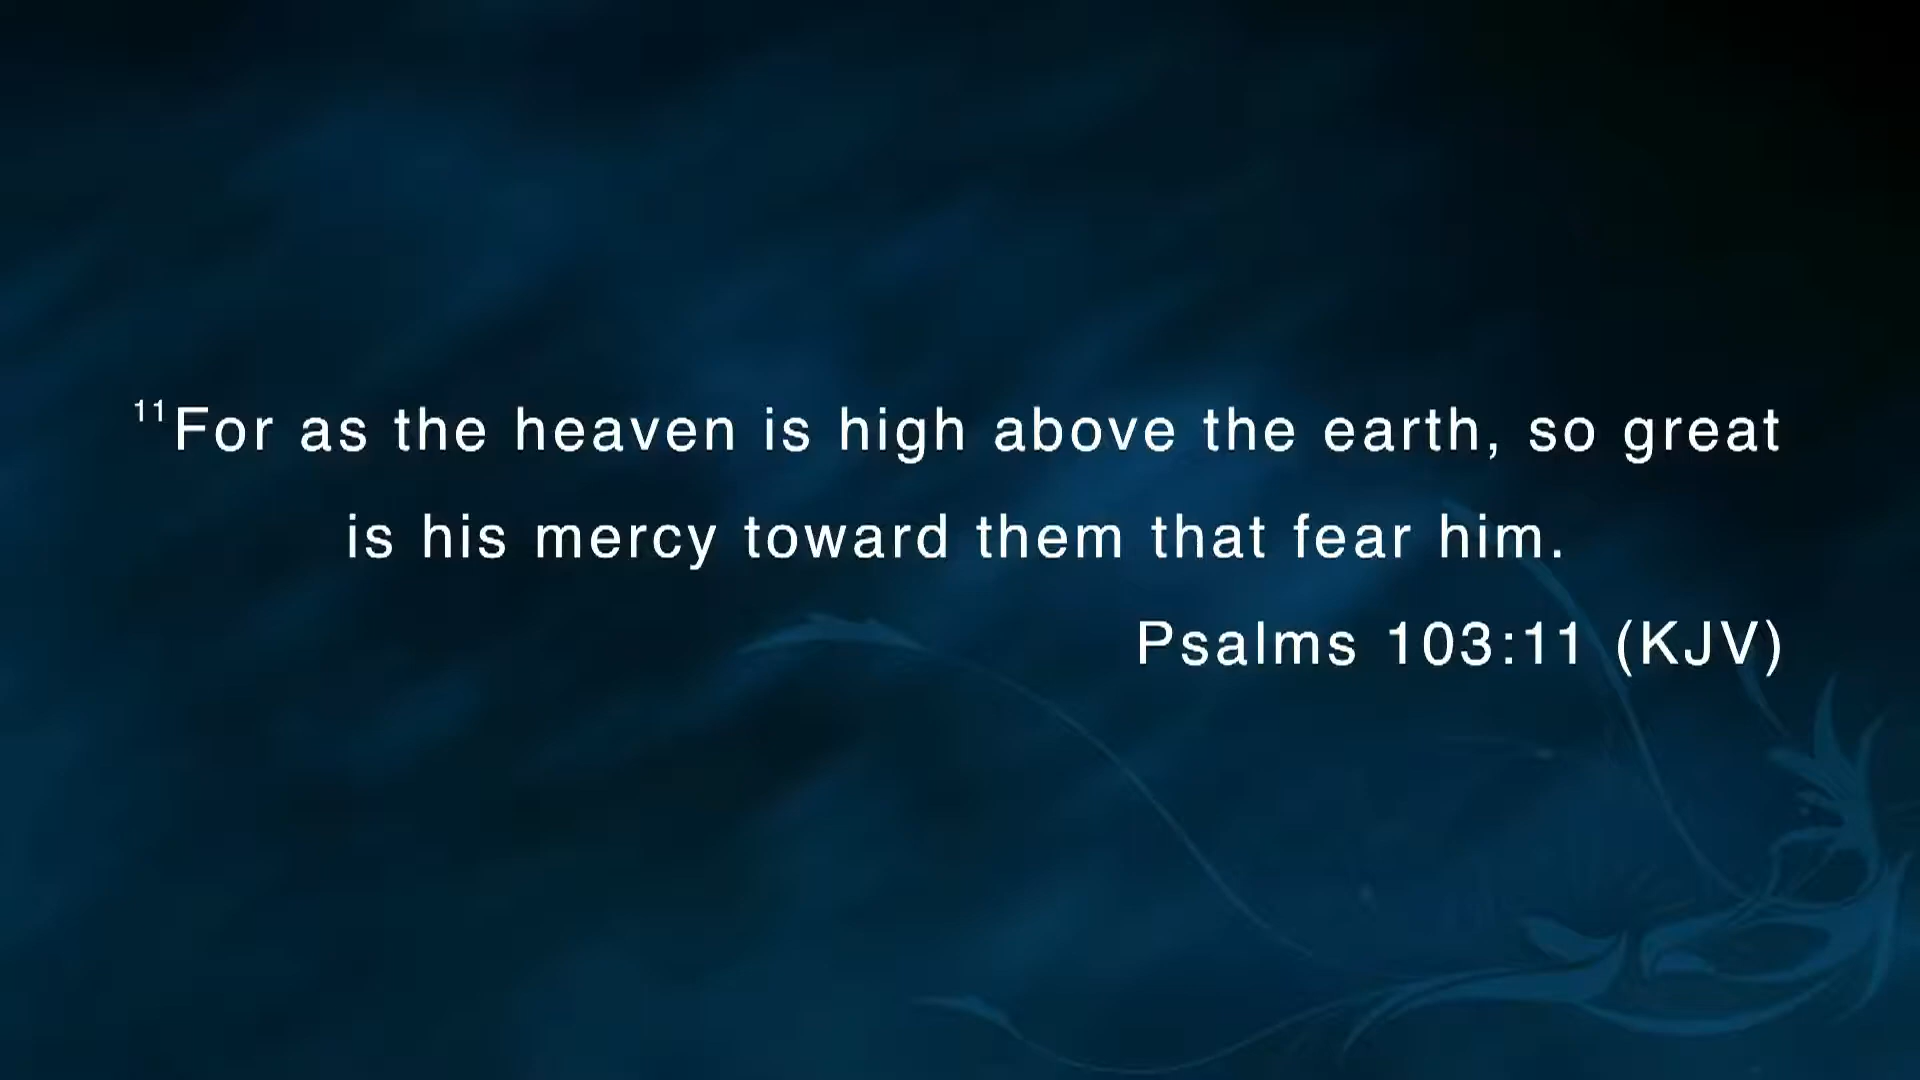 ¹¹For as the heaven is high above the earth, so great
is his mercy toward them that fear him.
Psalms 103:11 (KJV)